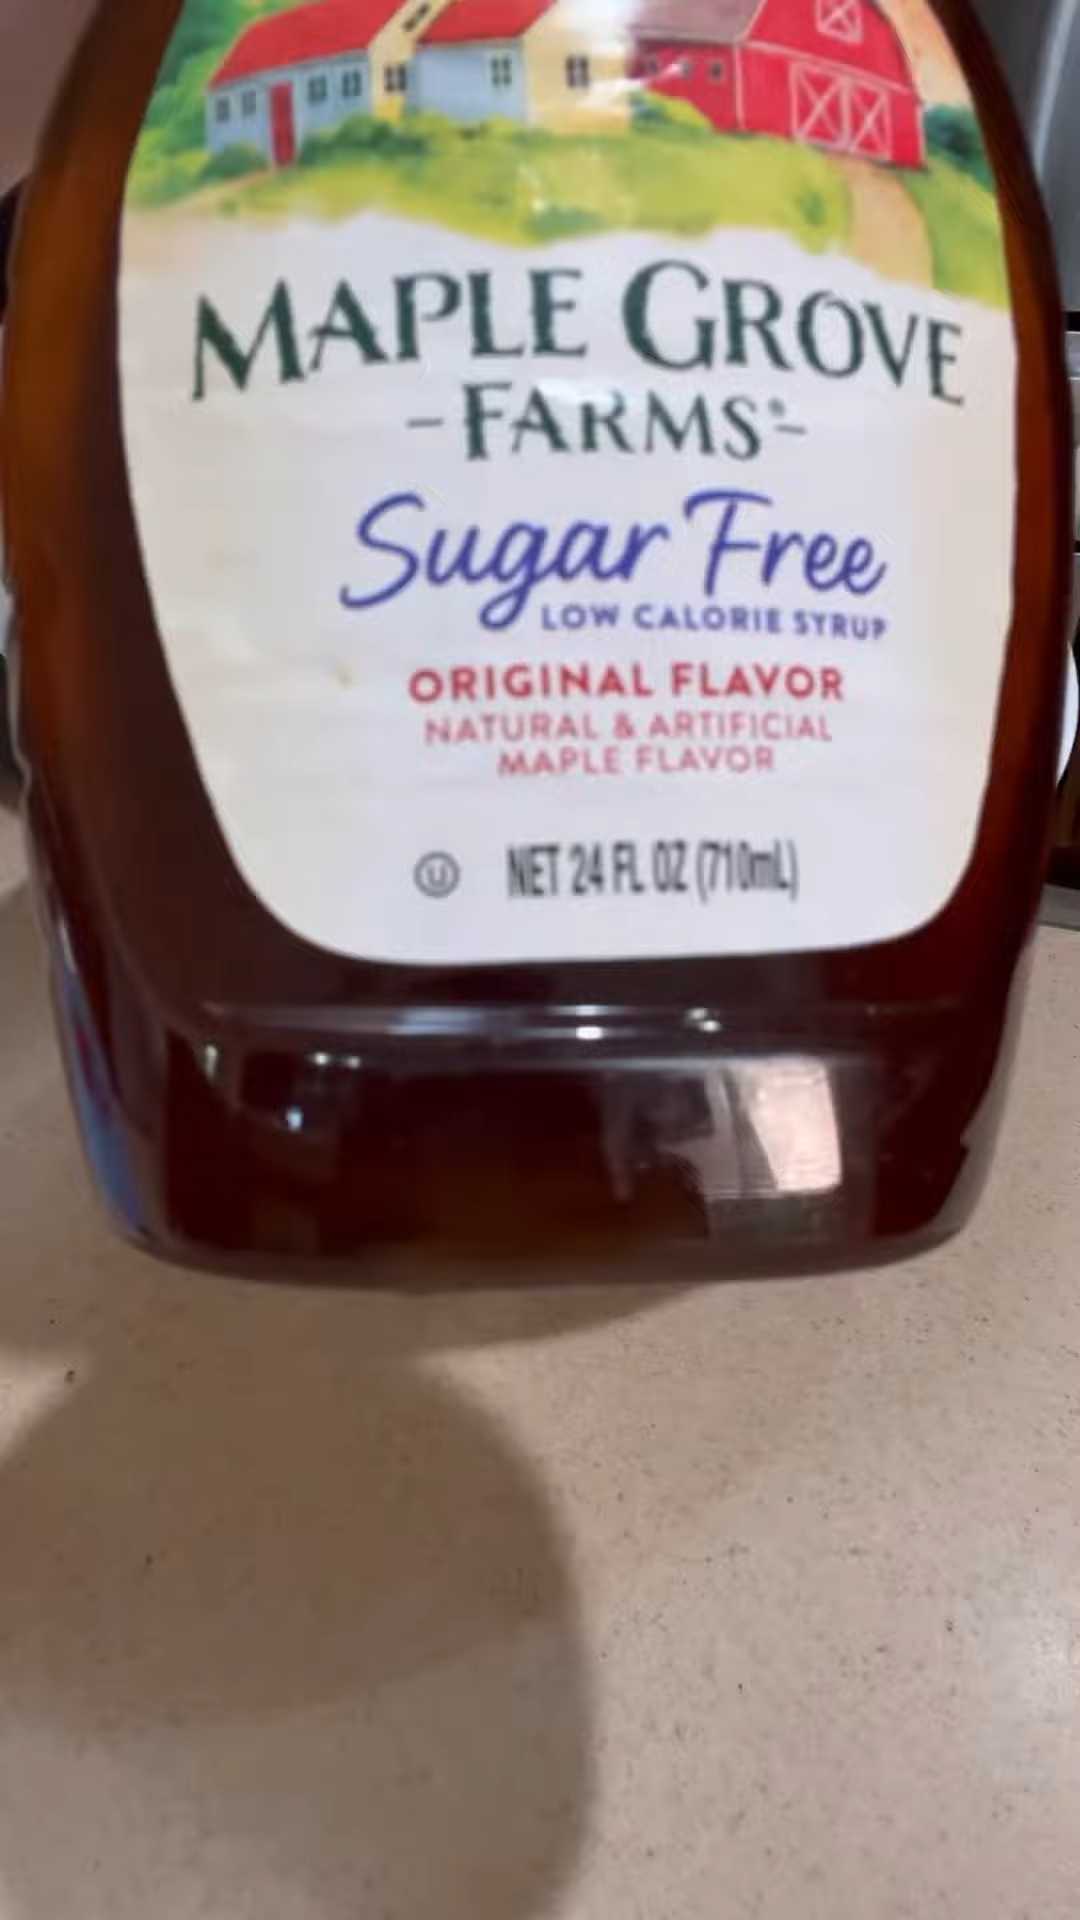 MAPLE GROVE
-FARMS®-
Sugar Free
LOW CALORIE SYRUP
ORIGINAL FLAVOR
NATURAL & ARTIFICIAL
MAPLE FLAVOR
U NET 24 FL OZ (710mL)